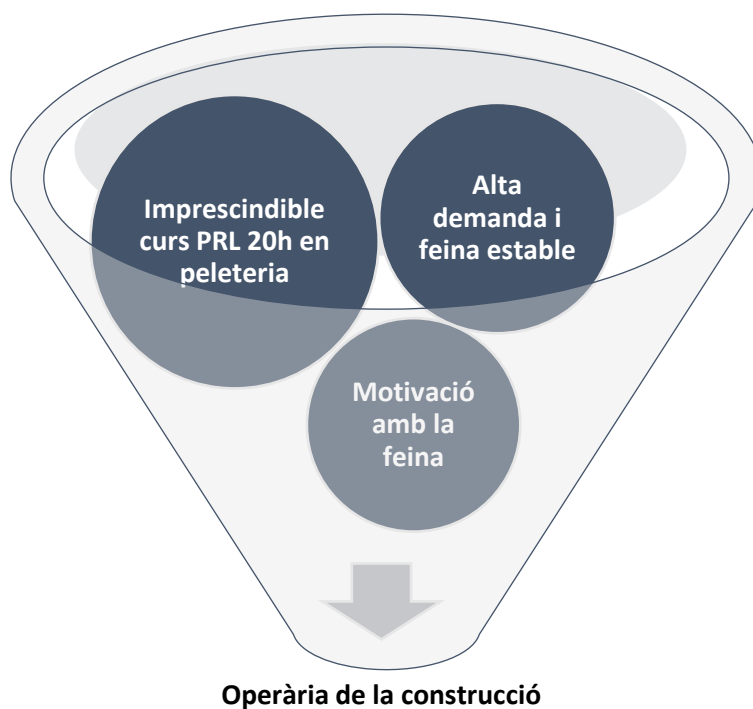 Imprescindible
curs PRL 20h en
peleteria
Alta
demanda i
feina estable
Motivació
amb la
feina
Operària de la construcció